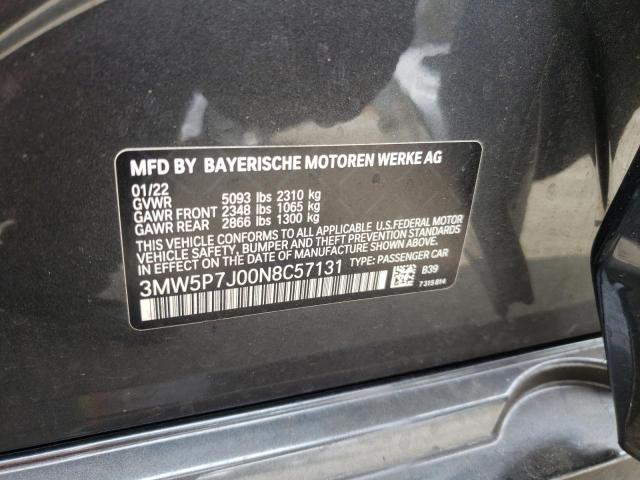 MFD BY BAYERISCHE MOTOREN WERKE AG
01/22
GVWR 5093 lbs 2310 kg
GAWR FRONT 2348 lbs 1065 kg
GAWR REAR 2866 lbs 1300 kg
THIS VEHICLE CONFORMS TO ALL APPLICABLE U.S.FEDERAL MOTOR
VEHICLE SAFETY, BUMPER AND THEFT PREVENTION STANDARDS
IN EFFECT ON THE DATE OF MANUFACTURE SHOWN ABOVE.
3MW5P7J00N8C57131 TYPE: PASSENGER CAR
B39
7315814